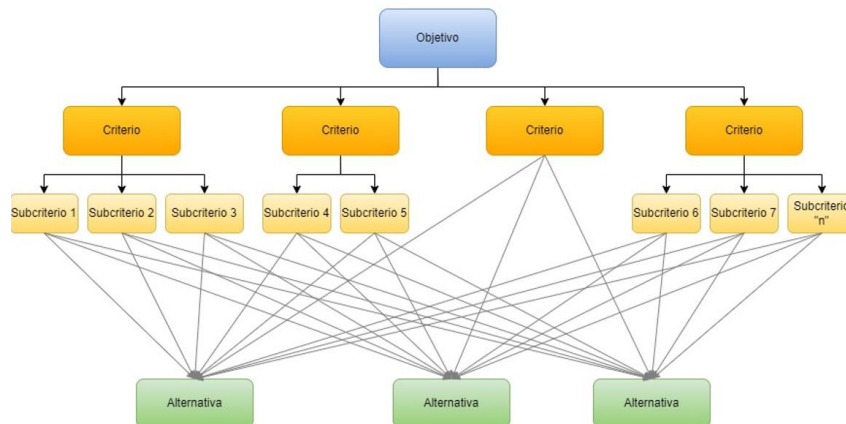 Objetivo
Criterio
Criterio
Criterio
Criterio
Subcriterio 1
Subcriterio 2
Subcriterio 3
Subcriterio 4
Subcriterio 5
Subcriterio 6
Subcriterio 7
Subcriterio
"n"
Alternativa
Alternativa
Alternativa